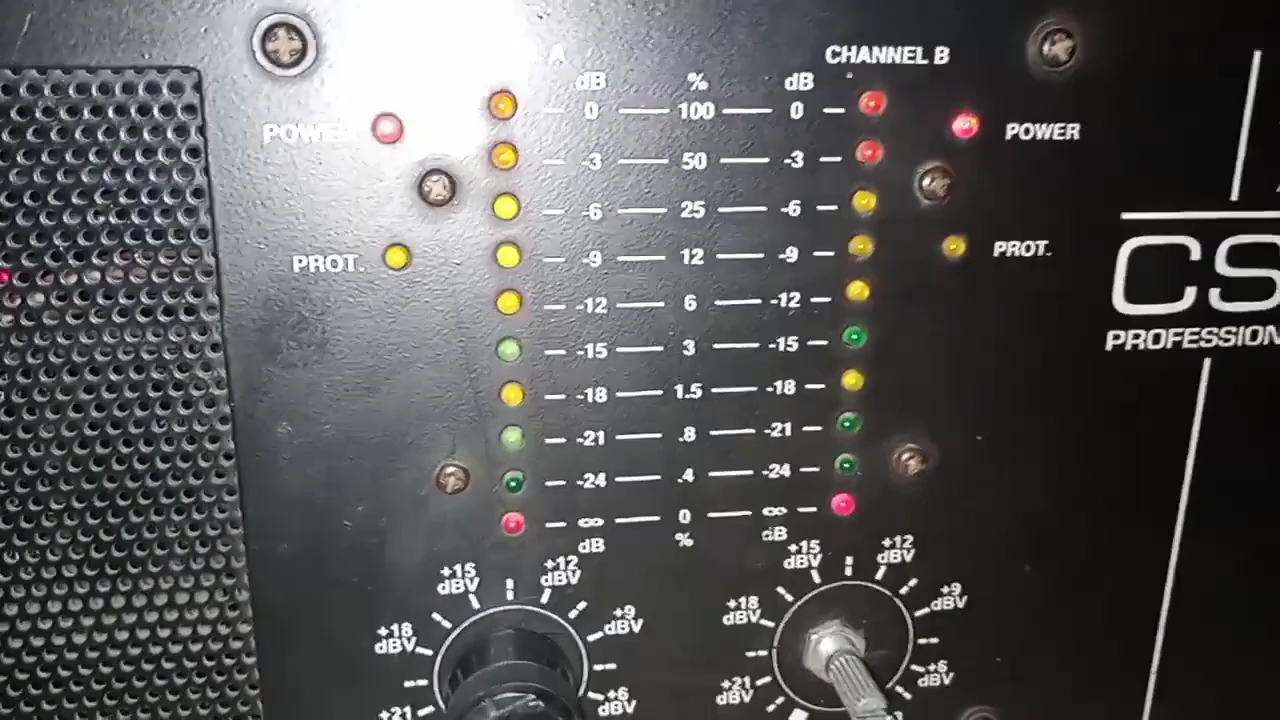 A
CHANNEL B
dB % dB
0 100 0
POWER POWER
-3 50 -3
-6 25 -6
PROT. -9 12 -9 PROT.
CS
-12 6 -12
PROFESSION
-15 3 -15
-18 1.5 -18
-21 .8 -21
-24 .4 -24
∞ 0 ∞
dB % dB
+15 dBV +12 dBV +15 dBV +12 dBV
+18 dBV +9 dBV +18 dBV +9 dBV
+21 +6 dBV +21 dBV +6 dBV